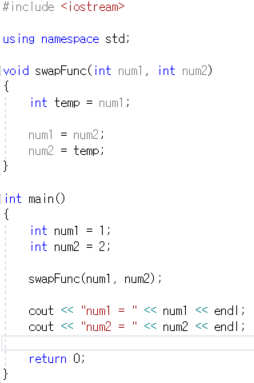 #include <iostream>
using namespace std;
void swapFunc(int num1, int num2)
{
int temp = num1;
num1 = num2;
num2 = temp;
}
int main()
{
int num1 = 1;
int num2 = 2;
swapFunc(num1, num2);
cout << "num1 = " << num1 << endl;
cout << "num2 = " << num2 << endl;
return 0;
}